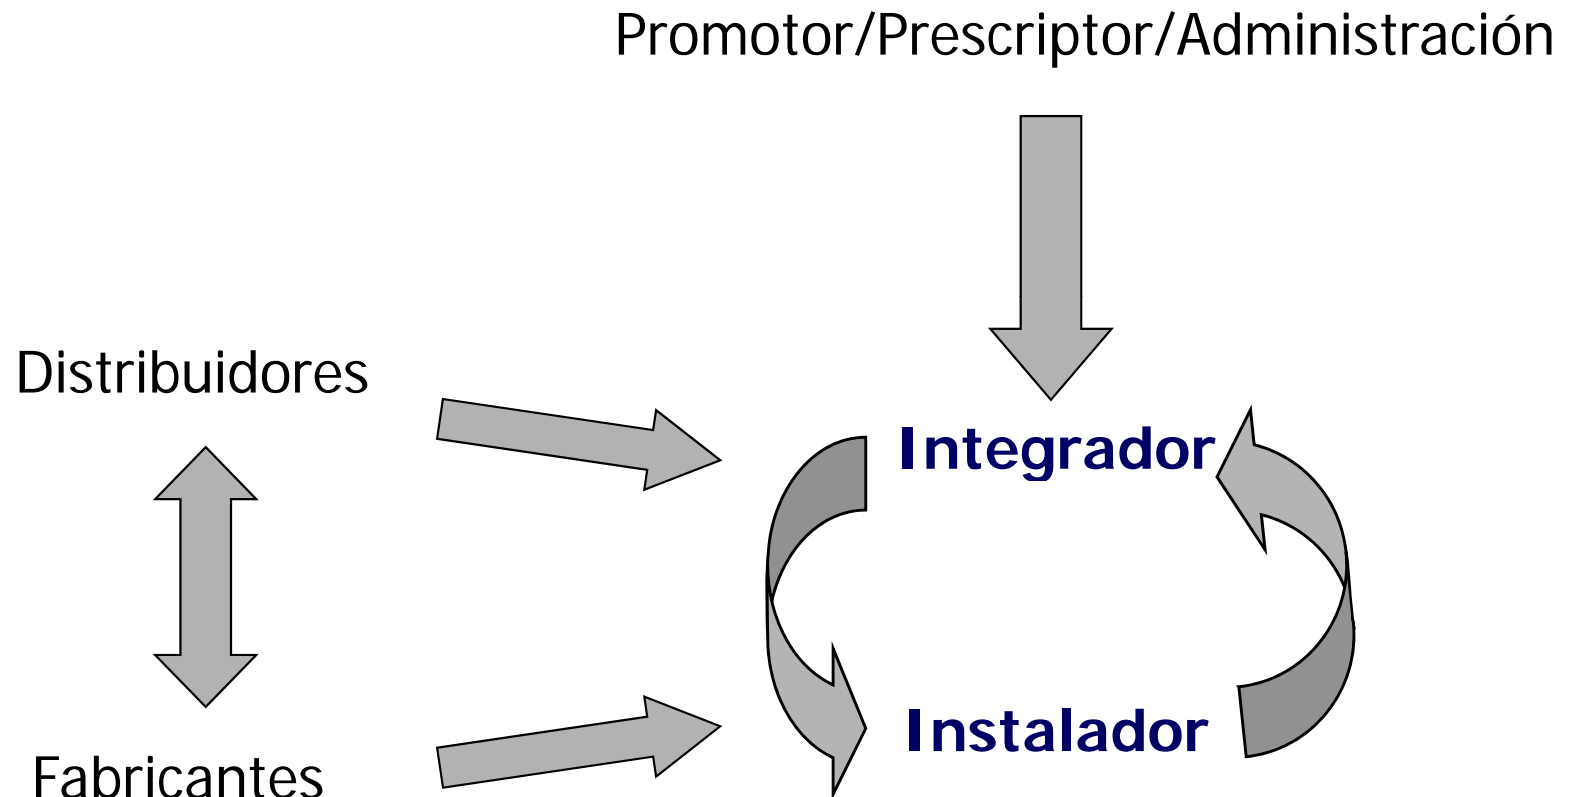 Promotor/Prescriptor/Administración
Distribuidores
Integrador
Instalador
Fabricantes